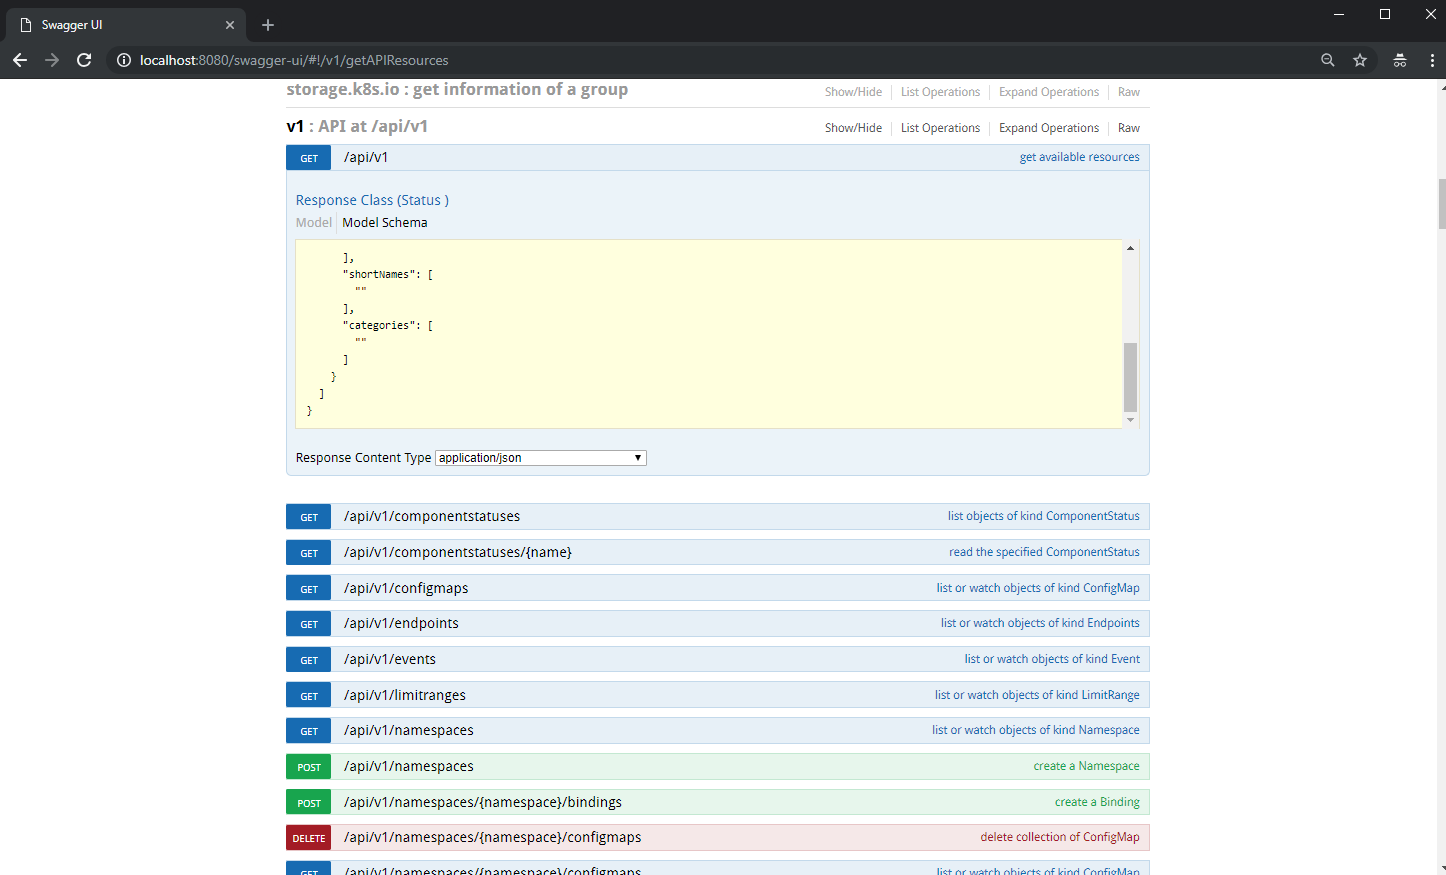 Swagger UI
localhost:8080/swagger-ui/#!/v1/getAPIResources
storage.k8s.io : get information of a group Show/Hide List Operations Expand Operations Raw
v1 : API at /api/v1 Show/Hide List Operations Expand Operations Raw
GET /api/v1 get available resources
Response Class (Status )
Model Model Schema
],
"shortNames": [
""
],
"categories": [
""
]
}
]
}
Response Content Type application/json
GET /api/v1/componentstatuses list objects of kind ComponentStatus
GET /api/v1/componentstatuses/{name} read the specified ComponentStatus
GET /api/v1/configmaps list or watch objects of kind ConfigMap
GET /api/v1/endpoints list or watch objects of kind Endpoints
GET /api/v1/events list or watch objects of kind Event
GET /api/v1/limitranges list or watch objects of kind LimitRange
GET /api/v1/namespaces list or watch objects of kind Namespace
POST /api/v1/namespaces create a Namespace
POST /api/v1/namespaces/{namespace}/bindings create a Binding
DELETE /api/v1/namespaces/{namespace}/configmaps delete collection of ConfigMap
GET /api/v1/namespaces/{namespace}/configmaps list or watch objects of kind ConfigMap